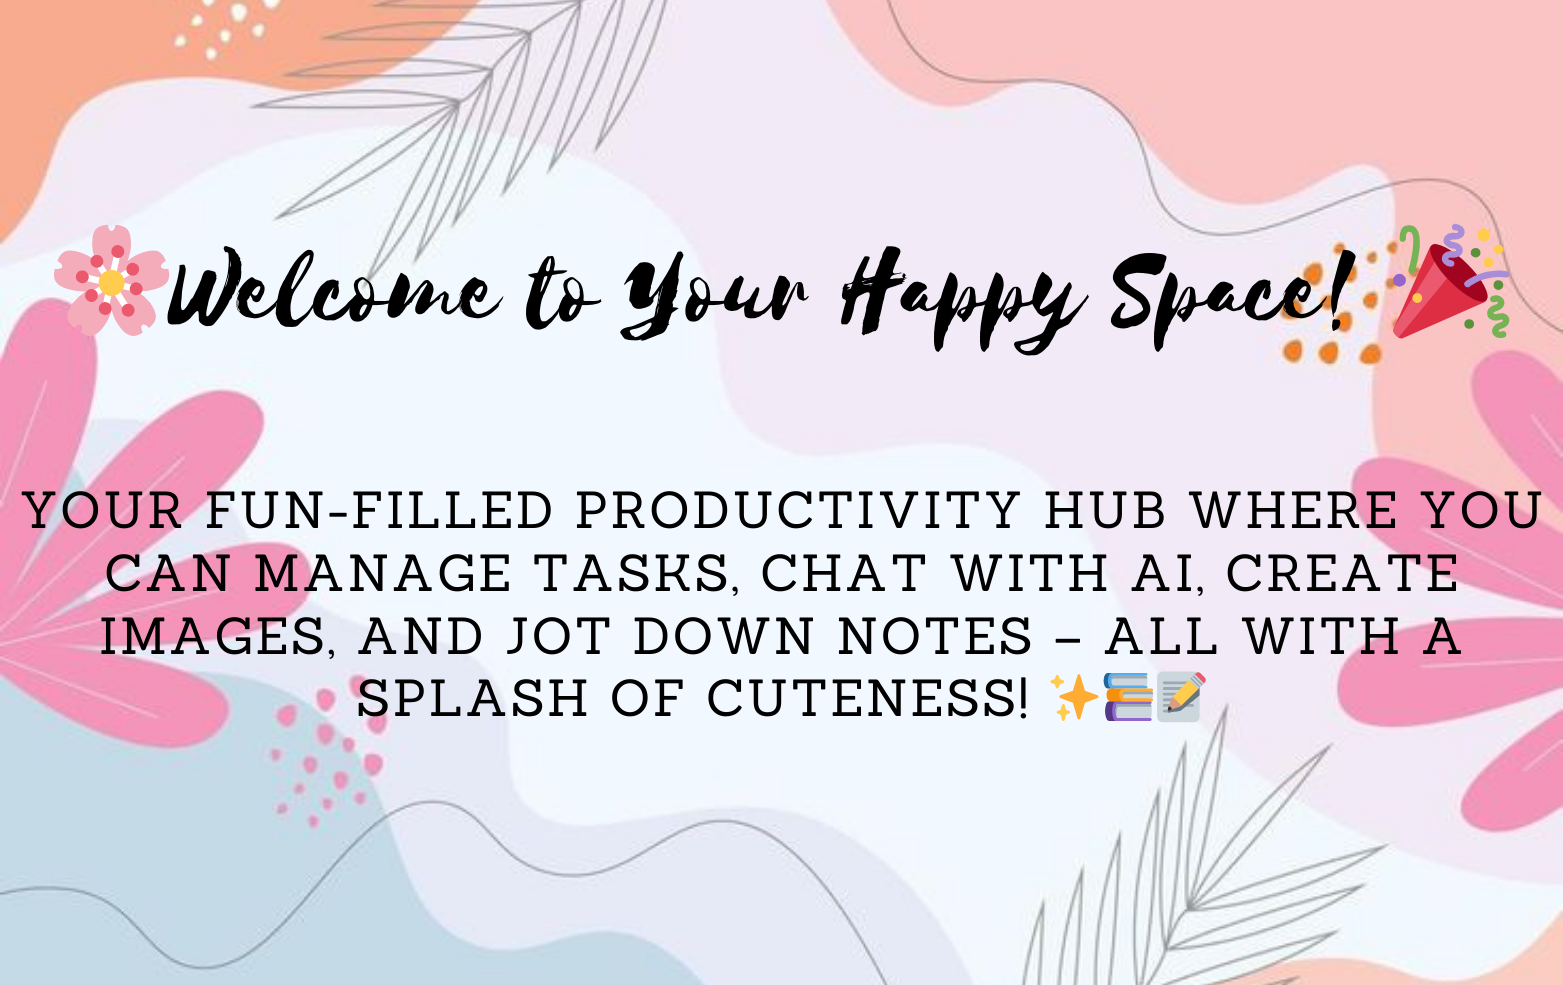 🌸Welcome to Your Happy Space! 🎉
YOUR FUN-FILLED PRODUCTIVITY HUB WHERE YOU
CAN MANAGE TASKS, CHAT WITH AI, CREATE
IMAGES, AND JOT DOWN NOTES – ALL WITH A
SPLASH OF CUTENESS! ✨📚📝